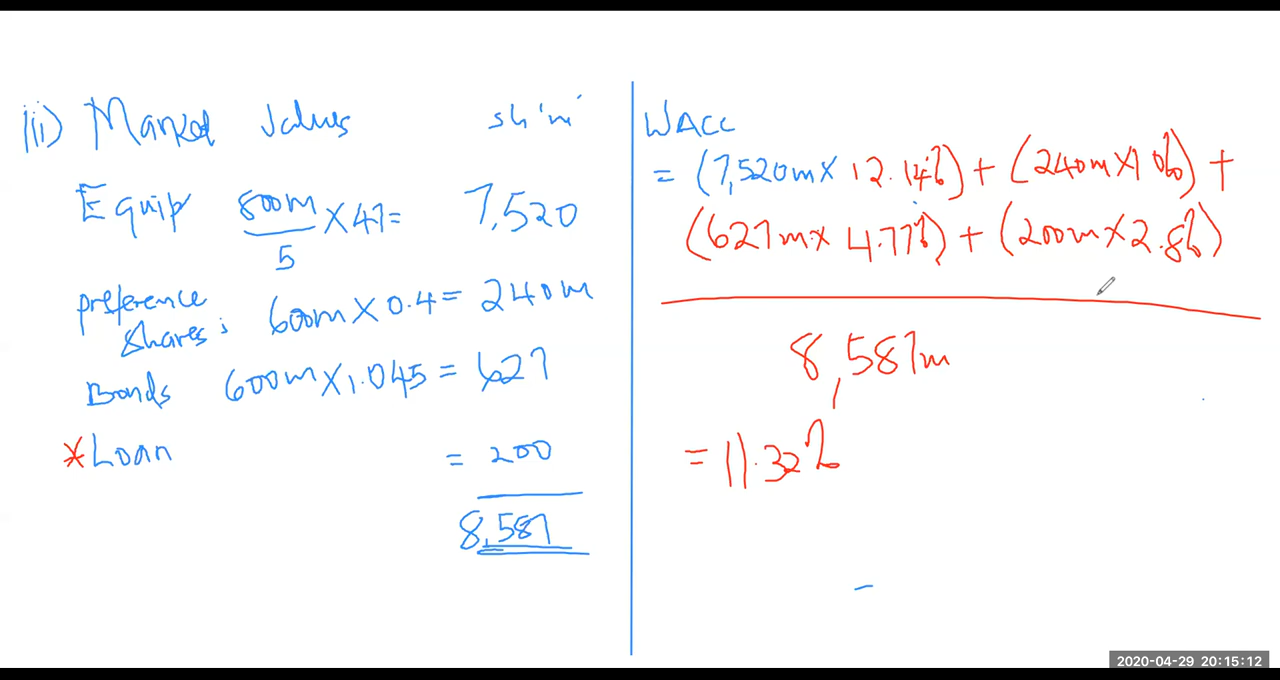 iii) Market Values sh'm'
Equity 800m/5 X 47= 7,520
preference shares: 600m X 0.4 = 240m
Bonds 600m X 1.045 = 627
*Loan = 200
8,587
WACC
= (7,520m X 12.14%) + (240m X 10%) +
(627m X 4.77%) + (200m X 2.8%)
8,587m
= 11.32%
2020-04-29 20:15:12